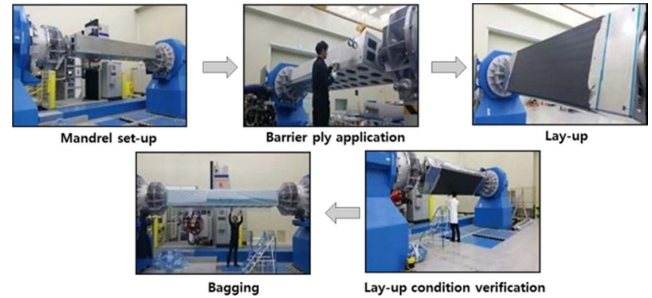 Mandrel set-up
Barrier ply application
Lay-up
Lay-up condition verification
Bagging